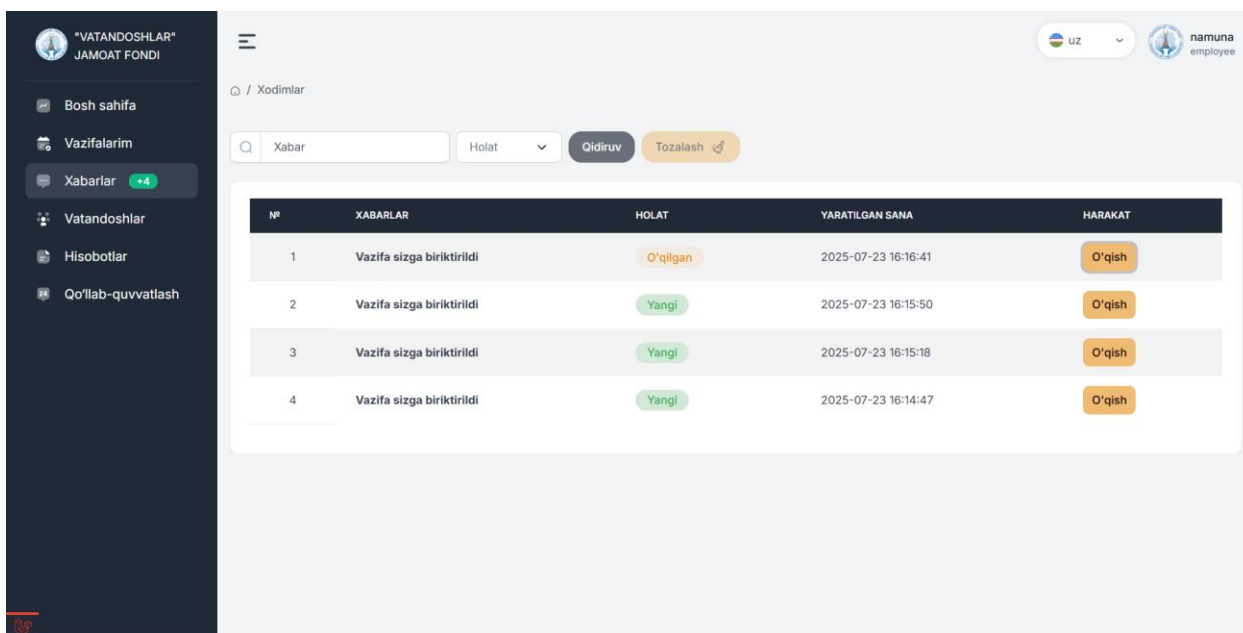 "VATANDOSHLAR"
JAMOAT FONDI
Bosh sahifa
Vazifalarim
Xabarlar +4
Vatandoshlar
Hisobotlar
Qo'llab-quvvatlash
uz
namuna
employee
/ Xodimlar
Xabar Holat Qidiruv Tozalash
№ XABARLAR HOLAT YARATILGAN SANA HARAKAT
1 Vazifa sizga biriktirildi O'qilgan 2025-07-23 16:16:41 O'qish
2 Vazifa sizga biriktirildi Yangi 2025-07-23 16:15:50 O'qish
3 Vazifa sizga biriktirildi Yangi 2025-07-23 16:15:18 O'qish
4 Vazifa sizga biriktirildi Yangi 2025-07-23 16:14:47 O'qish